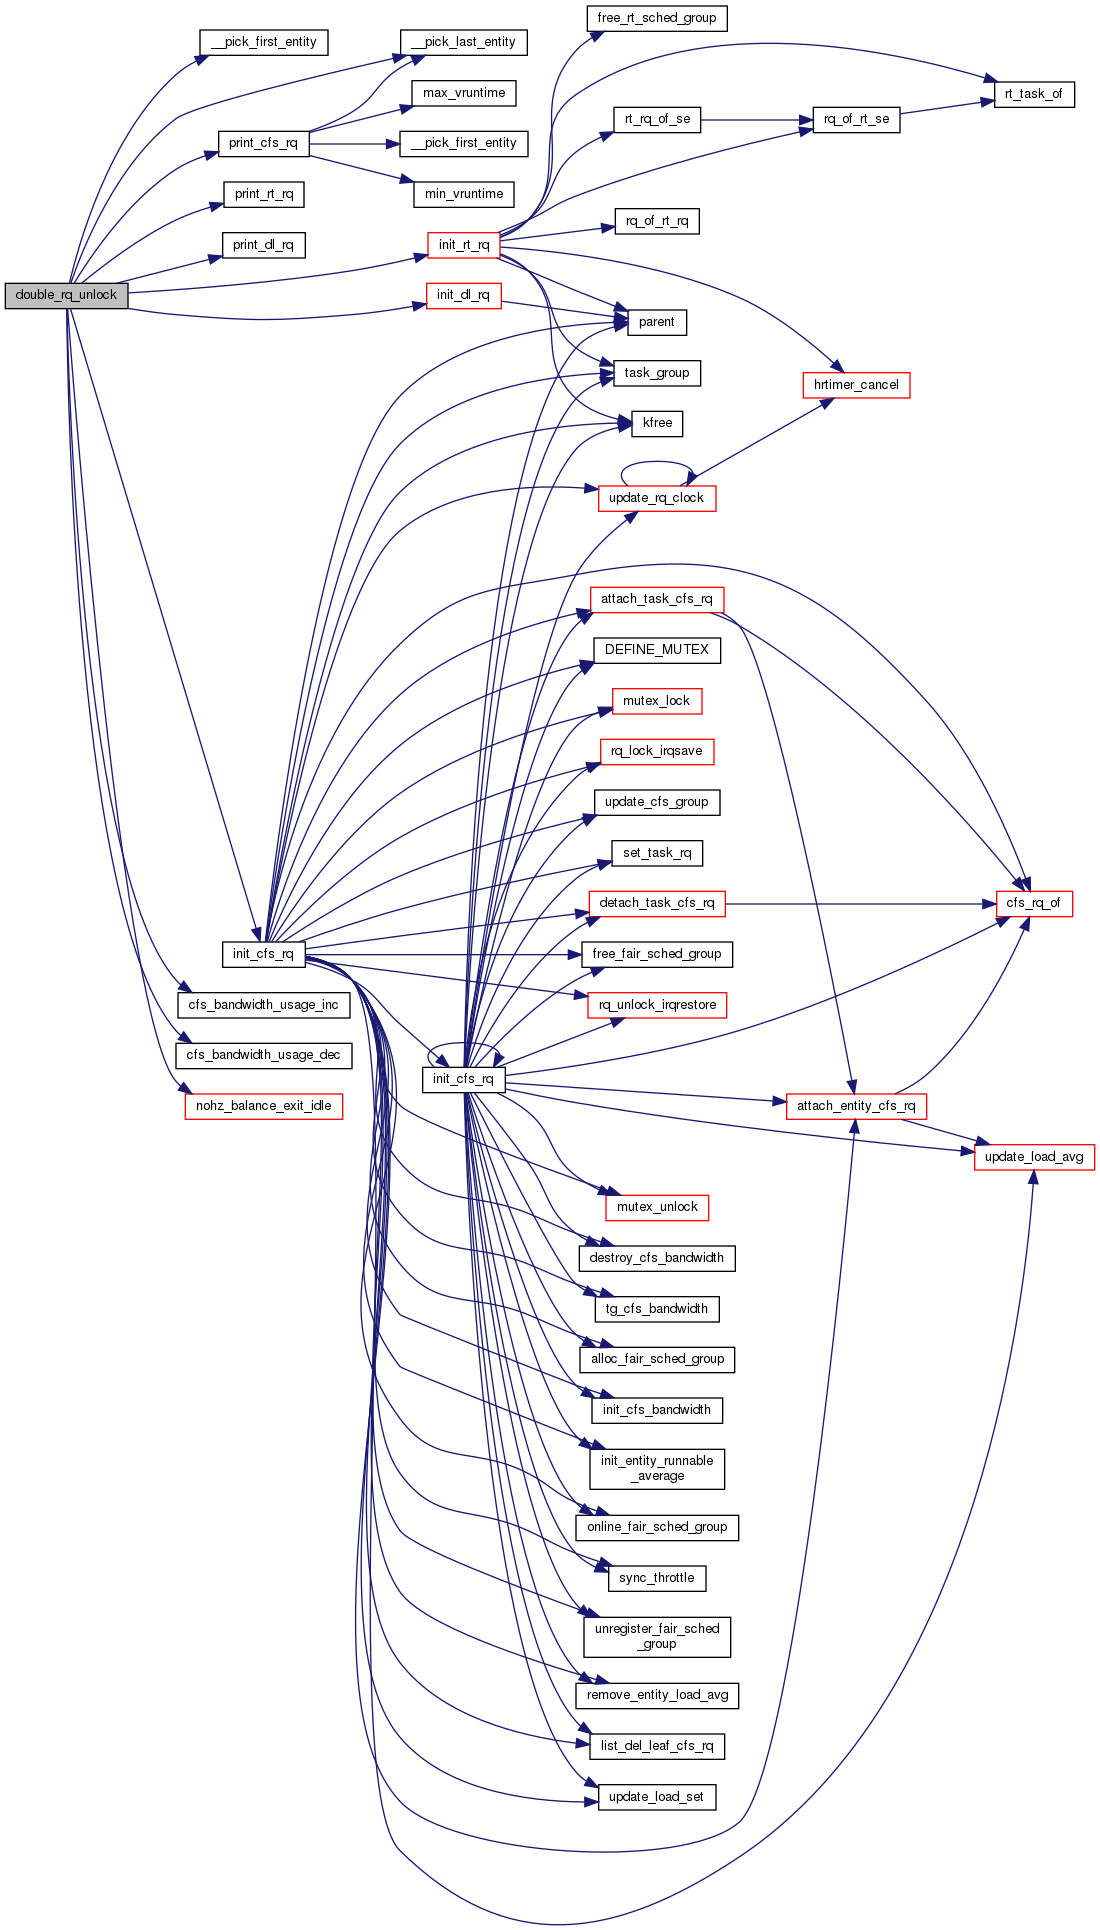 free_rt_sched_group
__pick_first_entity
__pick_last_entity
max_vruntime
rt_task_of
rt_rq_of_se
rq_of_rt_se
print_cfs_rq
__pick_first_entity
print_rt_rq
min_vruntime
rq_of_rt_rq
print_dl_rq
init_rt_rq
double_rq_unlock
init_dl_rq
parent
task_group
hrtimer_cancel
kfree
update_rq_clock
attach_task_cfs_rq
DEFINE_MUTEX
mutex_lock
rq_lock_irqsave
update_cfs_group
set_task_rq
detach_task_cfs_rq
cfs_rq_of
init_cfs_rq
free_fair_sched_group
cfs_bandwidth_usage_inc
rq_unlock_irqrestore
cfs_bandwidth_usage_dec
init_cfs_rq
nohz_balance_exit_idle
attach_entity_cfs_rq
update_load_avg
mutex_unlock
destroy_cfs_bandwidth
tg_cfs_bandwidth
alloc_fair_sched_group
init_cfs_bandwidth
init_entity_runnable
_average
online_fair_sched_group
sync_throttle
unregister_fair_sched
_group
remove_entity_load_avg
list_del_leaf_cfs_rq
update_load_set